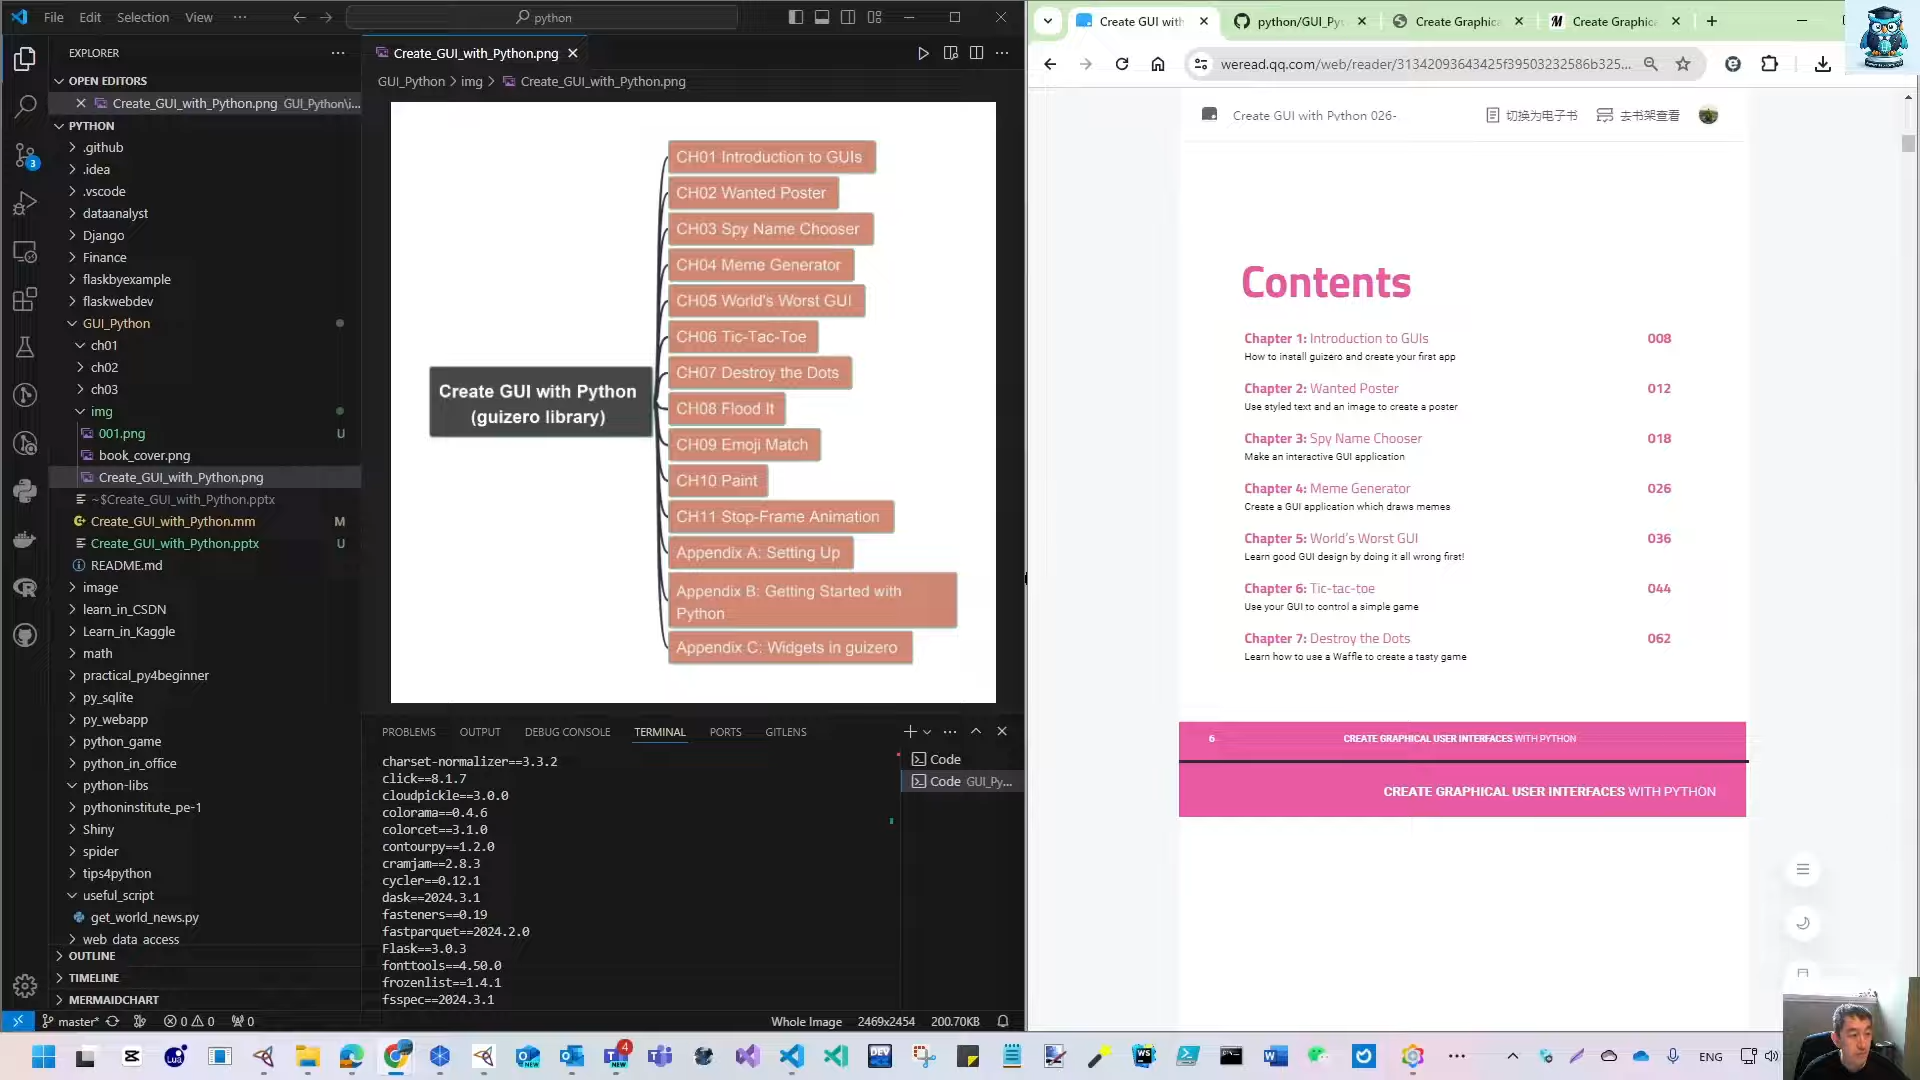 File Edit Selection View ··· python
EXPLORER ···
OPEN EDITORS
Create_GUI_with_Python.png GUI_Python\i...
PYTHON
.github
.idea
.vscode
dataanalyst
Django
Finance
flaskbyexample
flaskwebdev
GUI_Python
ch01
ch02
ch03
img
001.png U
book_cover.png
Create_GUI_with_Python.png
~$Create_GUI_with_Python.pptx
Create_GUI_with_Python.mm M
Create_GUI_with_Python.pptx U
README.md
image
learn_in_CSDN
Learn_in_Kaggle
math
practical_py4beginner
py_sqlite
py_webapp
python_game
python_in_office
python-libs
pythoninstitute_pe-1
Shiny
spider
tips4python
useful_script
get_world_news.py
web_data_access
OUTLINE
TIMELINE
MERMAIDCHART
3
Create_GUI_with_Python.png
GUI_Python > img > Create_GUI_with_Python.png
Create GUI with Python
(guizero library)
CH01 Introduction to GUIs
CH02 Wanted Poster
CH03 Spy Name Chooser
CH04 Meme Generator
CH05 World's Worst GUI
CH06 Tic-Tac-Toe
CH07 Destroy the Dots
CH08 Flood It
CH09 Emoji Match
CH10 Paint
CH11 Stop-Frame Animation
Appendix A: Setting Up
Appendix B: Getting Started with
Python
Appendix C: Widgets in guizero
PROBLEMS OUTPUT DEBUG CONSOLE TERMINAL PORTS GITLENS
charset-normalizer==3.3.2
click==8.1.7
cloudpickle==3.0.0
colorama==0.4.6
colorcet==3.1.0
contourpy==1.2.0
cramjam==2.8.3
cycler==0.12.1
dask==2024.3.1
fasteners==0.19
fastparquet==2024.2.0
Flask==3.0.3
fonttools==4.50.0
frozenlist==1.4.1
fsspec==2024.3.1
Code
Code GUI_Py...
master* 0 0 0 Whole Image 2469x2454 200.70KB
Create GUI with python/GUI_Py Create Graphica Create Graphica
weread.qq.com/web/reader/31342093643425f39503232586b325...
Create GUI with Python 026- 切换为电子书 去书架查看
Contents
Chapter 1: Introduction to GUIs 008
How to install guizero and create your first app
Chapter 2: Wanted Poster 012
Use styled text and an image to create a poster
Chapter 3: Spy Name Chooser 018
Make an interactive GUI application
Chapter 4: Meme Generator 026
Create a GUI application which draws memes
Chapter 5: World's Worst GUI 036
Learn good GUI design by doing it all wrong first!
Chapter 6: Tic-tac-toe 044
Use your GUI to control a simple game
Chapter 7: Destroy the Dots 062
Learn how to use a Waffle to create a tasty game
6 CREATE GRAPHICAL USER INTERFACES WITH PYTHON
CREATE GRAPHICAL USER INTERFACES WITH PYTHON
4 ENG